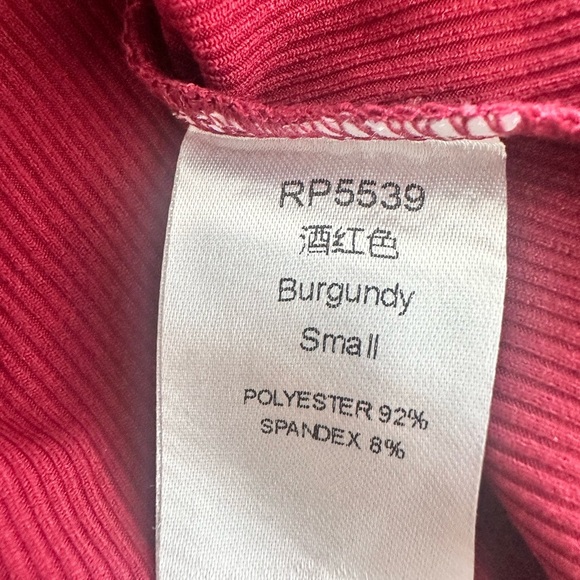 RP5539
酒红色
Burgundy
Small
POLYESTER 92%
SPANDEX 8%